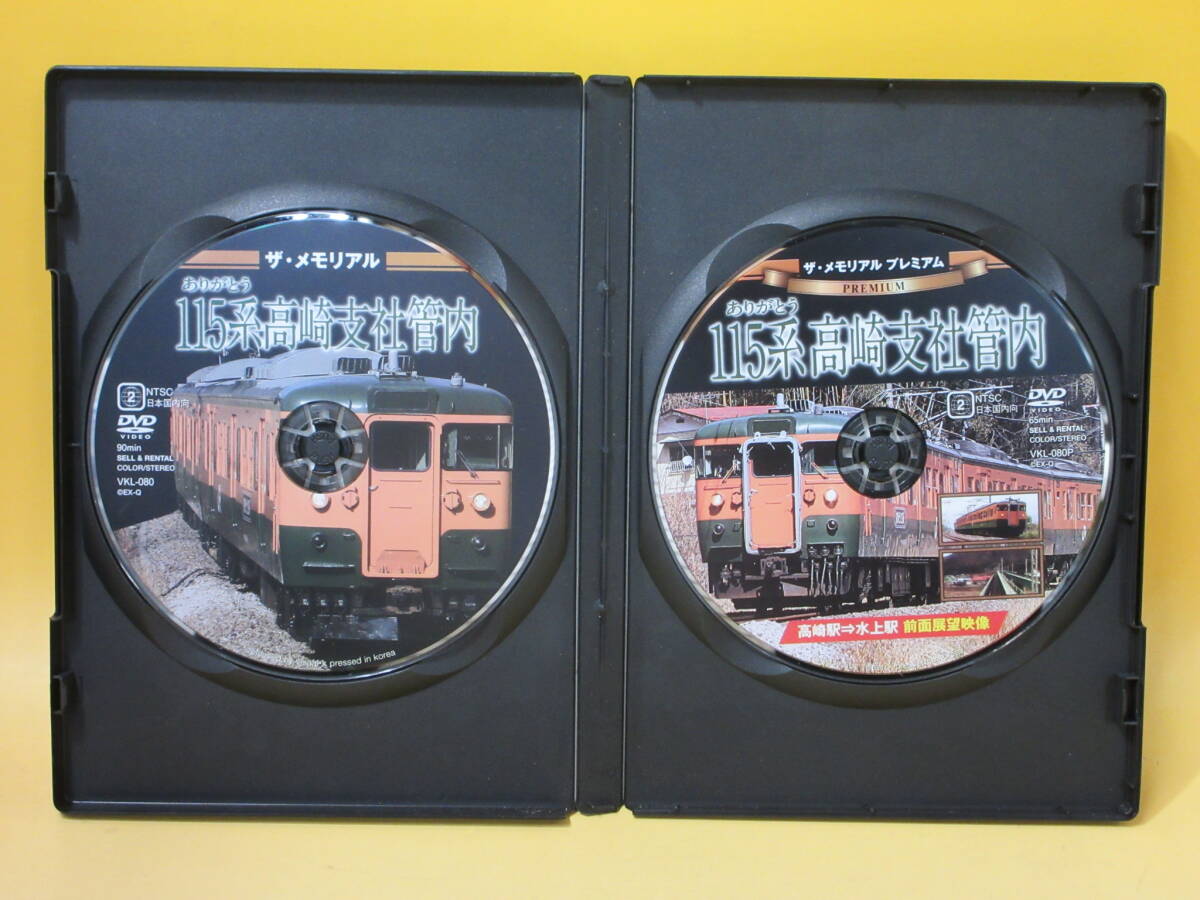 ザ・メモリアル
ありがとう
115系高崎支社管内
2
NTSC
日本国内向
DVD
VIDEO
90min
SELL & RENTAL
COLOR/STEREO
VKL-080
©EX-Q
pressed in korea
ザ・メモリアル プレミアム
PREMIUM
ありがとう
115系高崎支社管内
2
NTSC
日本国内向
DVD
VIDEO
65min
SELL & RENTAL
COLOR/STEREO
VKL-080P
©EX-Q
高崎駅⇒水上駅 前面展望映像